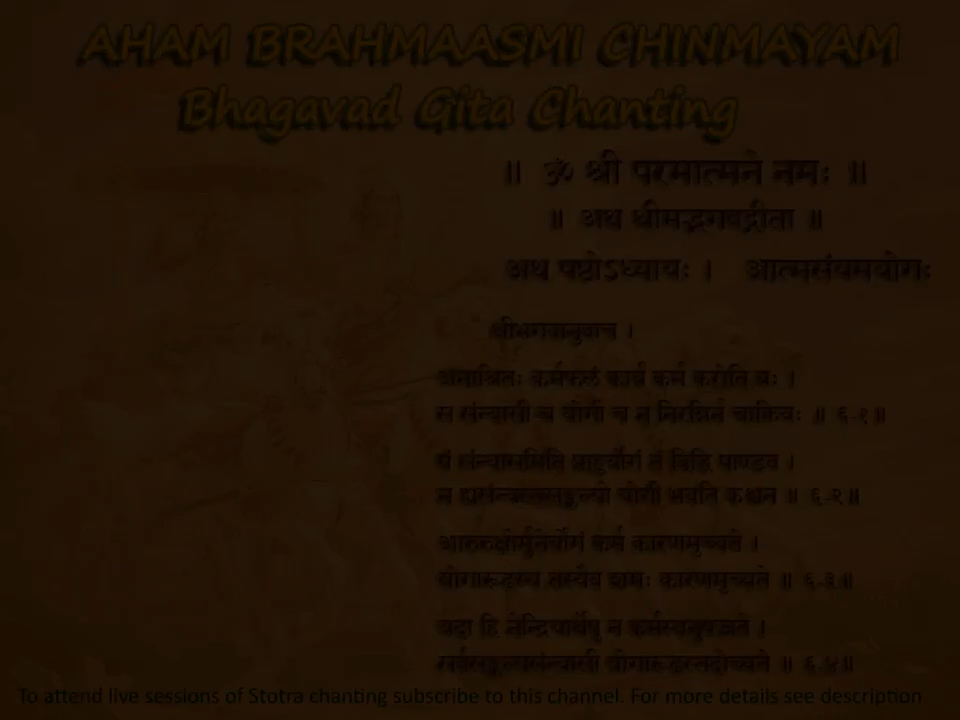 AHAM BRAHMAASMI CHINMAYAM
Bhagavad Gita Chanting
॥ ॐ श्री परमात्मने नमः ॥
॥ अथ श्रीमद्भगवद्गीता ॥
अथ षष्ठोऽध्यायः । आत्मसंयमयोगः
श्रीभगवानुवाच ।
अनाश्रितः कर्मफलं कार्यं कर्म करोति यः ।
स संन्यासी च योगी च न निरग्निर्न चाक्रियः ॥ ६-१॥
यं संन्यासमिति प्राहुर्योगं तं विद्धि पाण्डव ।
न ह्यसंन्यस्तसङ्कल्पो योगी भवति कश्चन ॥ ६-२॥
आरुरुक्षोर्मुनेर्योगं कर्म कारणमुच्यते ।
योगारूढस्य तस्यैव शमः कारणमुच्यते ॥ ६-३॥
यदा हि नेन्द्रियार्थेषु न कर्मस्वनुषज्जते ।
सर्वसङ्कल्पसंन्यासी योगारूढस्तदोच्यते ॥ ६-४॥
To attend live sessions of Stotra chanting subscribe to this channel. For more details see description